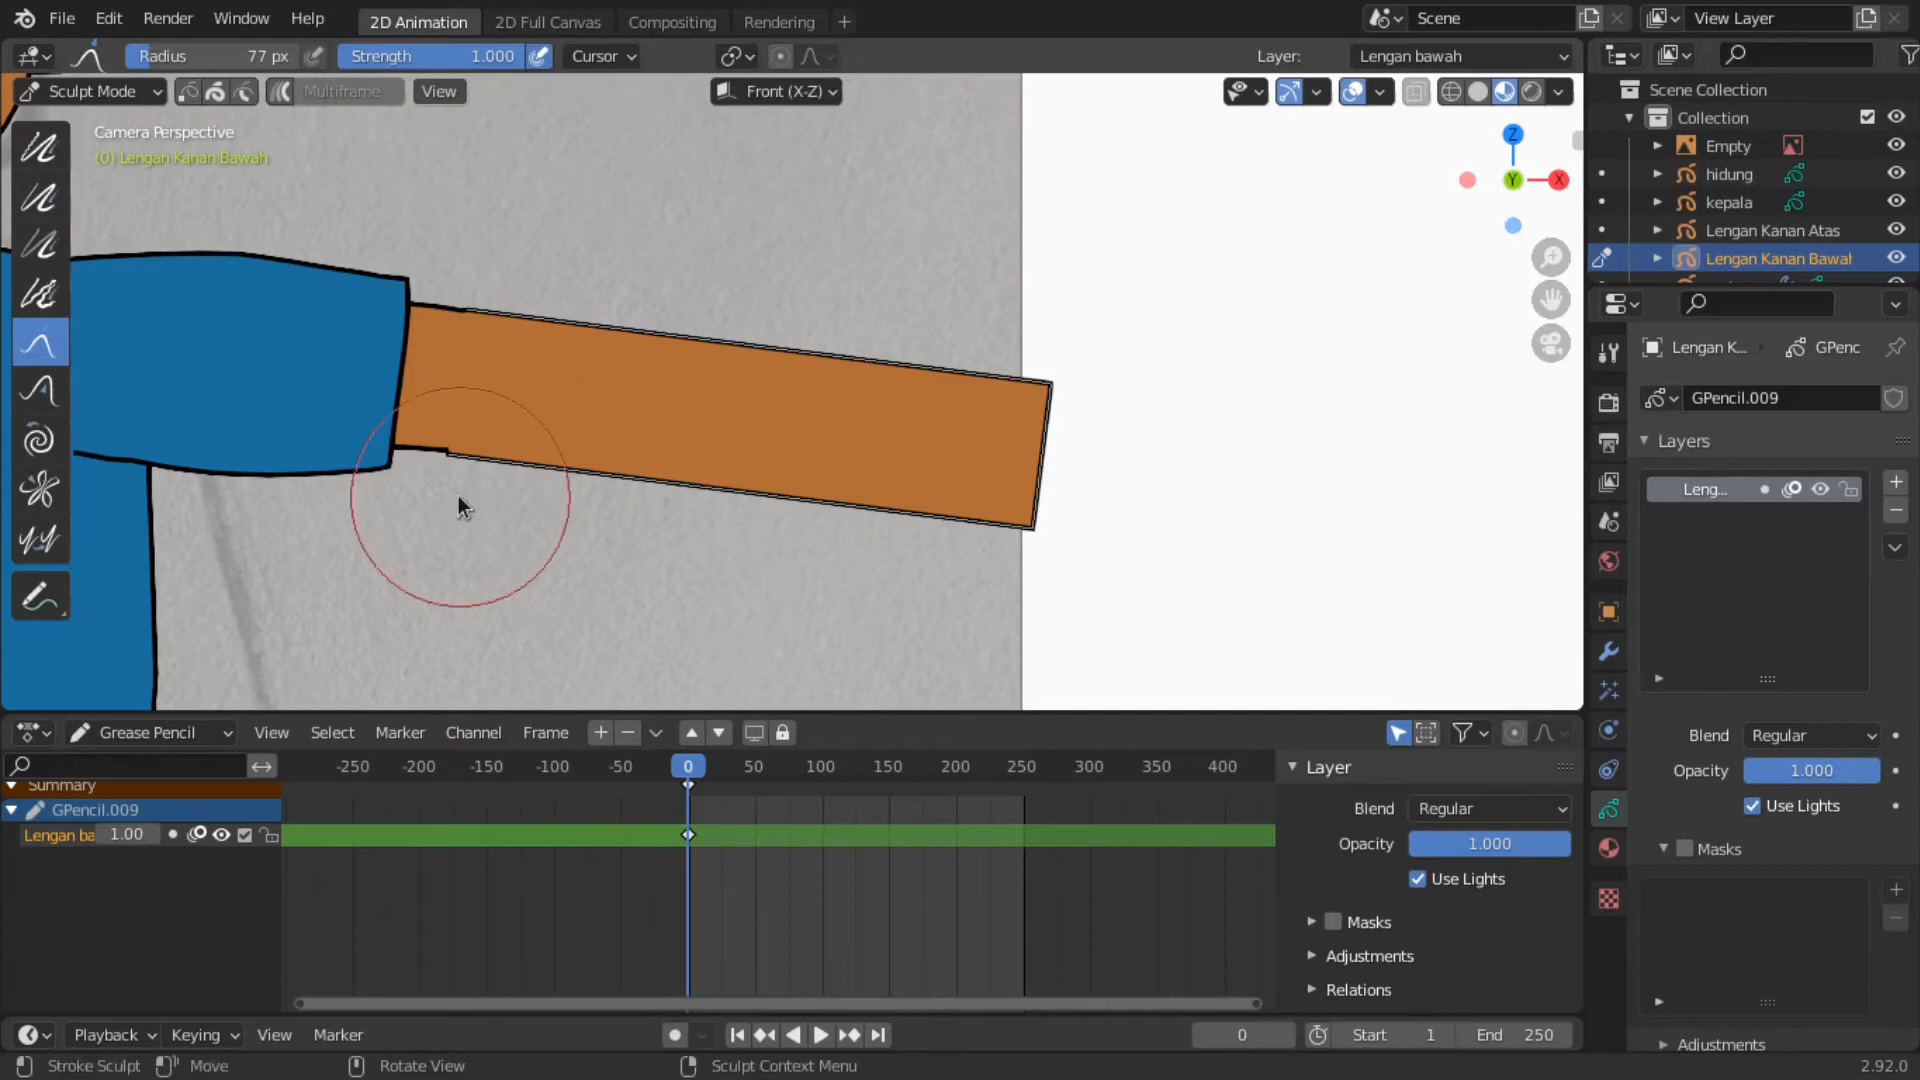 File Edit Render Window Help 2D Animation 2D Full Canvas Compositing Rendering + Scene View Layer
Radius 77 px Strength 1.000 Cursor Layer: Lengan bawah
Sculpt Mode Multiframe View Front (X-Z)
Camera Perspective
(0) Lengan Kanan Bawah
Z
Y
X
Scene Collection
Collection
Empty
hidung
kepala
Lengan Kanan Atas
Lengan Kanan Bawah
Lengan K... GPenc
GPencil.009
Layers
Leng...
Blend Regular
Opacity 1.000
Use Lights
Masks
Adjustments
Grease Pencil View Select Marker Channel Frame
-250 -200 -150 -100 -50 0 50 100 150 200 250 300 350 400
Summary
GPencil.009
Lengan ba 1.00
Layer
Blend Regular
Opacity 1.000
Use Lights
Masks
Adjustments
Relations
Playback Keying View Marker 0 Start 1 End 250
Stroke Sculpt Move Rotate View Sculpt Context Menu 2.92.0